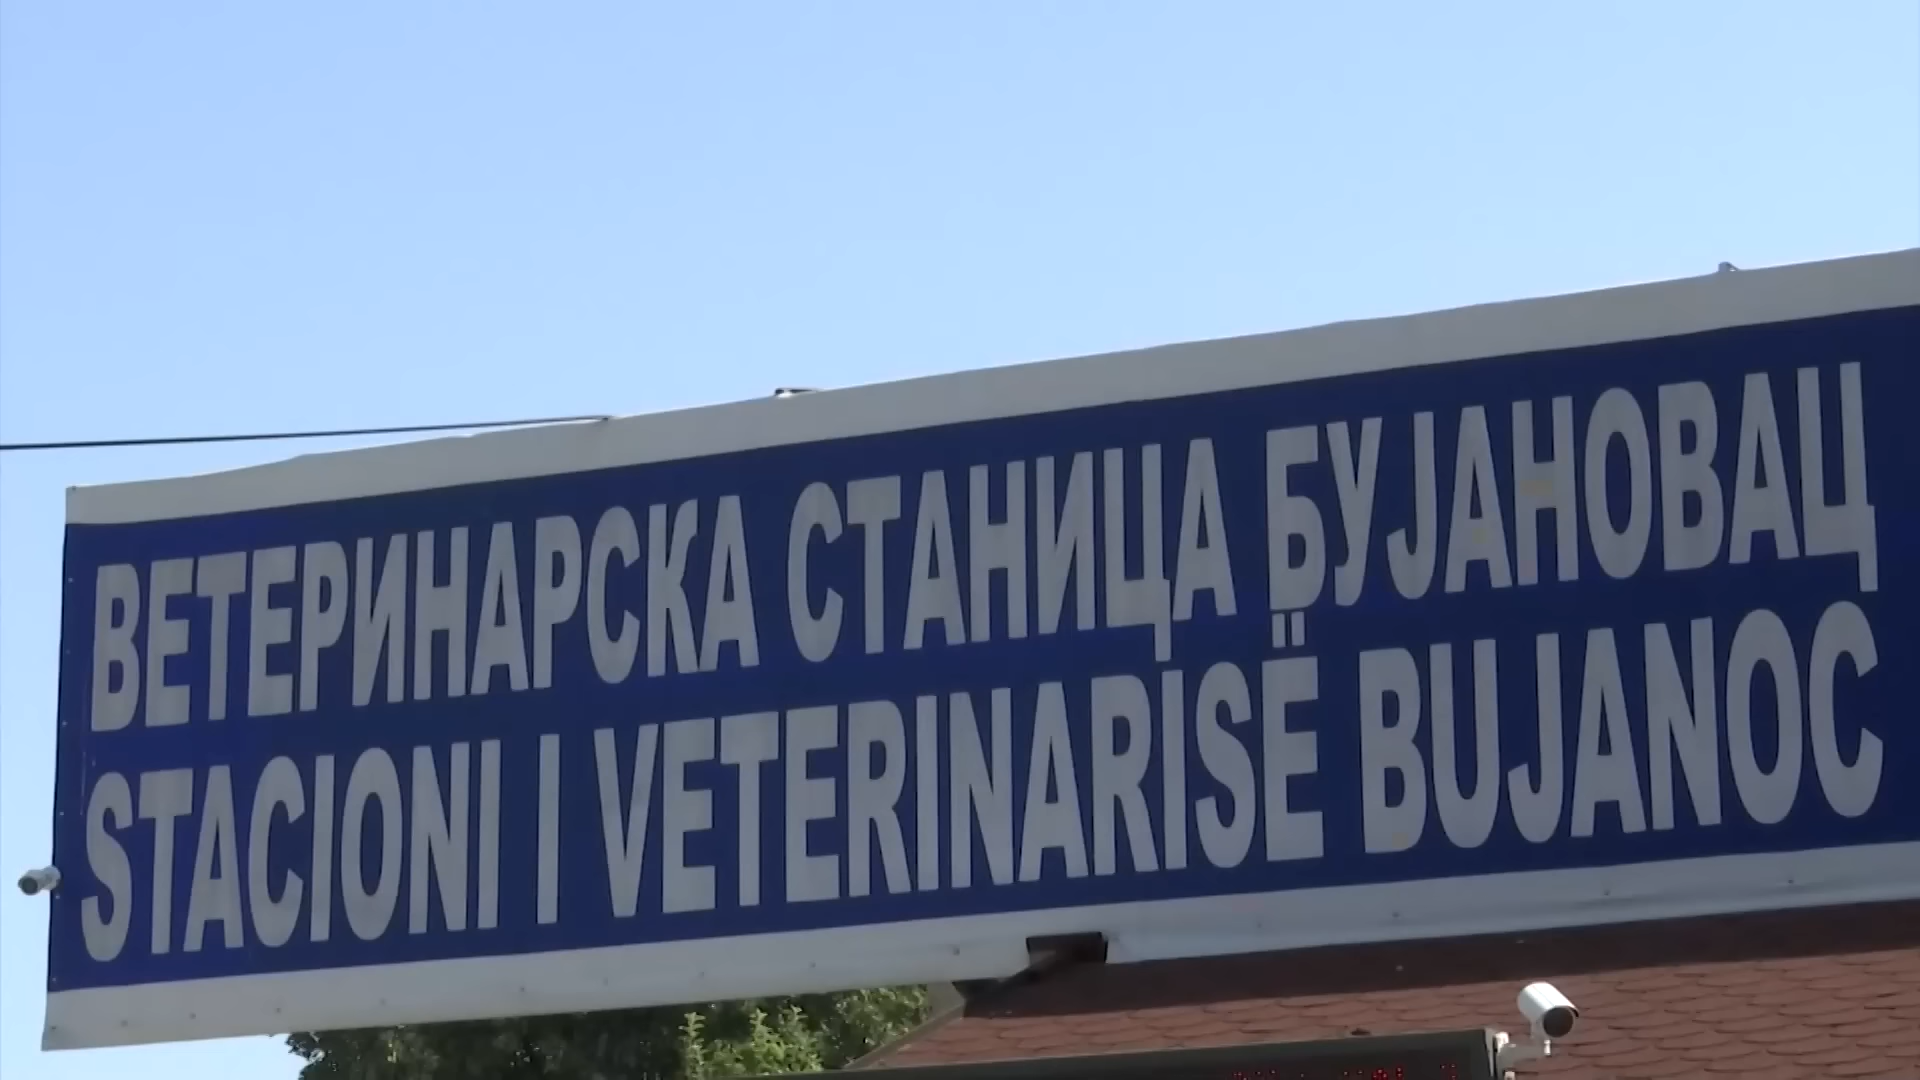 ВЕТЕРИНАРСКА СТАНИЦА БУЈАНОВАЦ
STACIONI I VETERINARISË BUJANOC